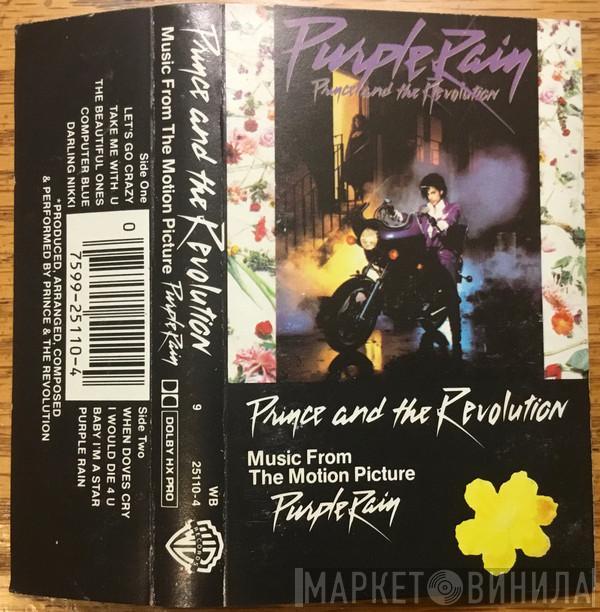 Purple Rain
Prince and the Revolution
Prince and the Revolution
Music From
The Motion Picture
Purple Rain
Prince and the Revolution
Music From The Motion Picture Purple Rain
DOLBY HX PRO
9 25110-4
WB
WARNER BROS
RECORDS
Side One
LET'S GO CRAZY
TAKE ME WITH U
THE BEAUTIFUL ONES
COMPUTER BLUE
DARLING NIKKI
0 7599-25110-4
Side Two
WHEN DOVES CRY
I WOULD DIE 4 U
BABY I'M A STAR
PURPLE RAIN
*PRODUCED, ARRANGED, COMPOSED
& PERFORMED BY PRINCE & THE REVOLUTION
МАРКЕТ ВИНИЛА